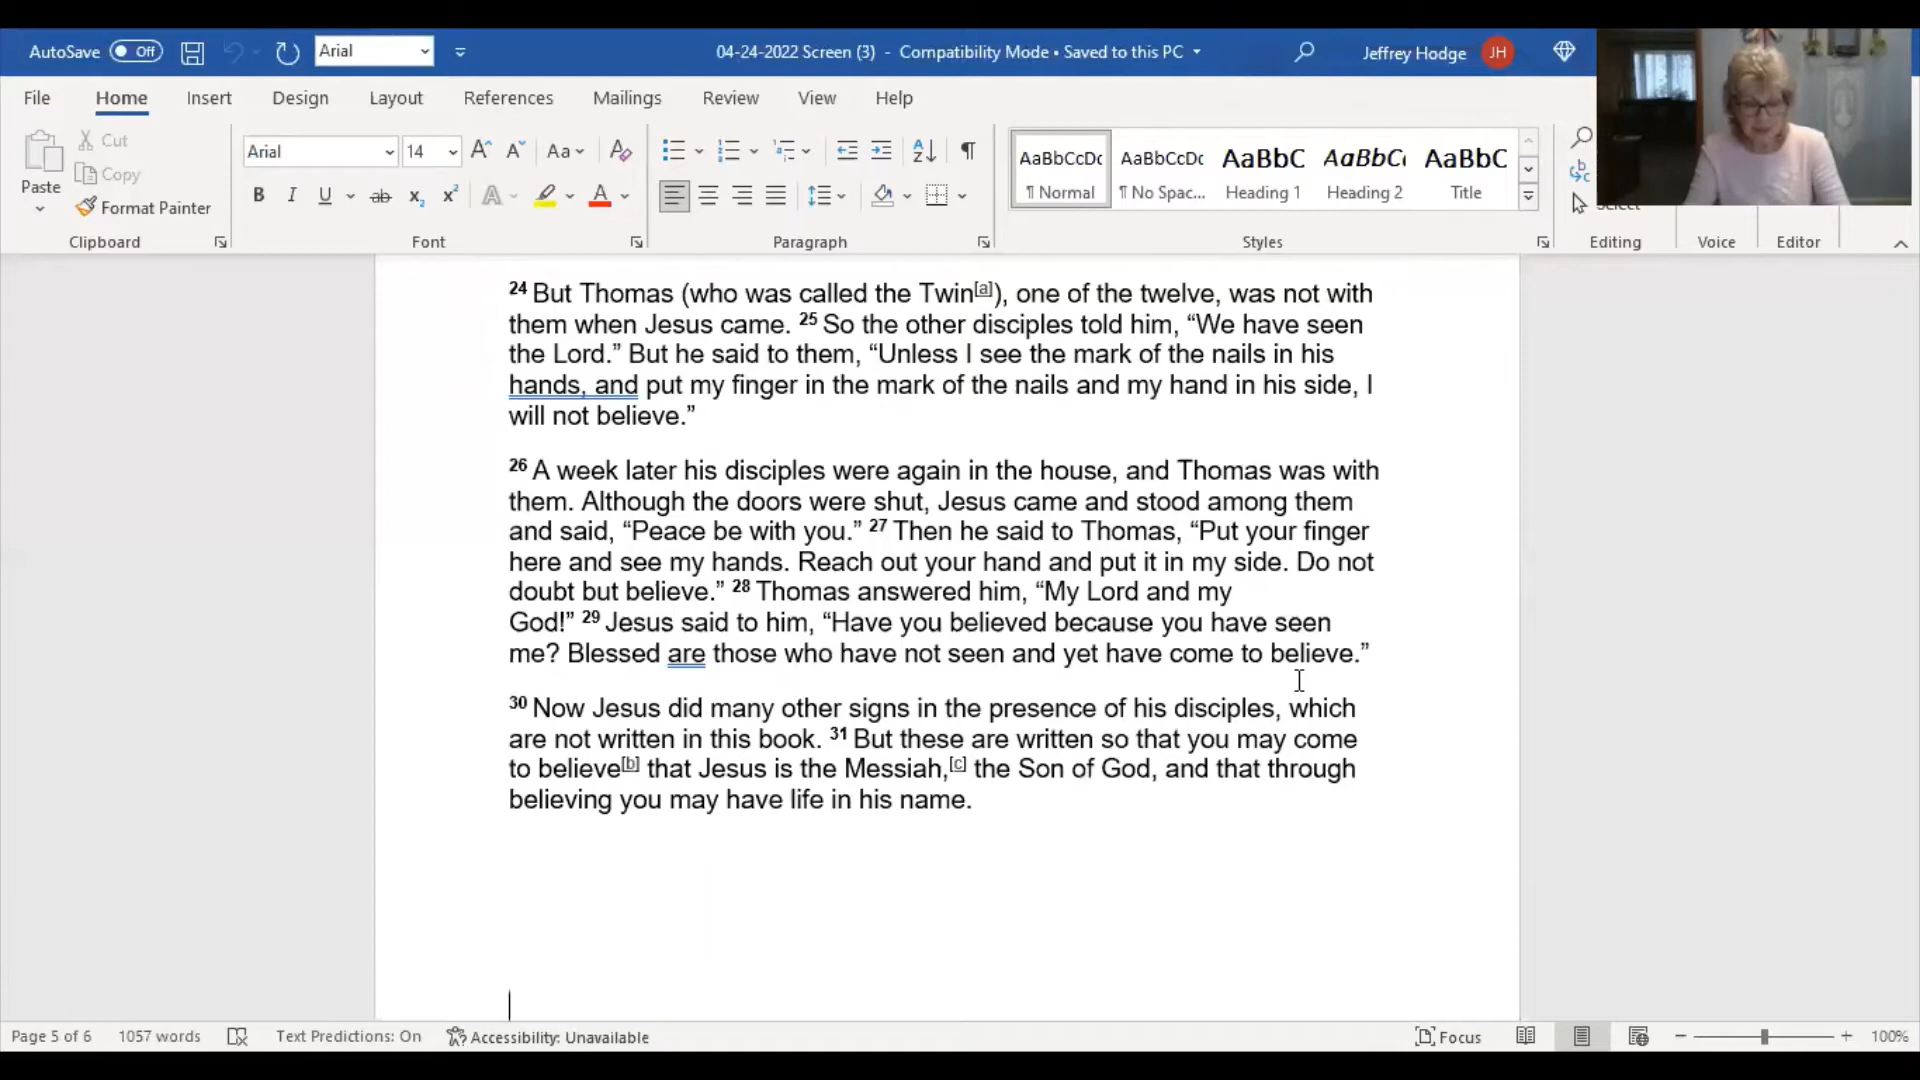 AutoSave Off Arial 04-24-2022 Screen (3) - Compatibility Mode • Saved to this PC Jeffrey Hodge JH
File Home Insert Design Layout References Mailings Review View Help
Paste Cut Copy Format Painter
Arial 14 Aa
AaBbCcDc AaBbCcDc AaBbC AaBbC AaBbC
¶ Normal ¶ No Spac... Heading 1 Heading 2 Title
Select
Clipboard Font Paragraph Styles Editing Voice Editor
24 But Thomas (who was called the Twin[a]), one of the twelve, was not with
them when Jesus came. 25 So the other disciples told him, “We have seen
the Lord.” But he said to them, “Unless I see the mark of the nails in his
hands, and put my finger in the mark of the nails and my hand in his side, I
will not believe.”
26 A week later his disciples were again in the house, and Thomas was with
them. Although the doors were shut, Jesus came and stood among them
and said, “Peace be with you.” 27 Then he said to Thomas, “Put your finger
here and see my hands. Reach out your hand and put it in my side. Do not
doubt but believe.” 28 Thomas answered him, “My Lord and my
God!” 29 Jesus said to him, “Have you believed because you have seen
me? Blessed are those who have not seen and yet have come to believe.”
30 Now Jesus did many other signs in the presence of his disciples, which
are not written in this book. 31 But these are written so that you may come
to believe[b] that Jesus is the Messiah,[c] the Son of God, and that through
believing you may have life in his name.
Page 5 of 6 1057 words Text Predictions: On Accessibility: Unavailable Focus 100%